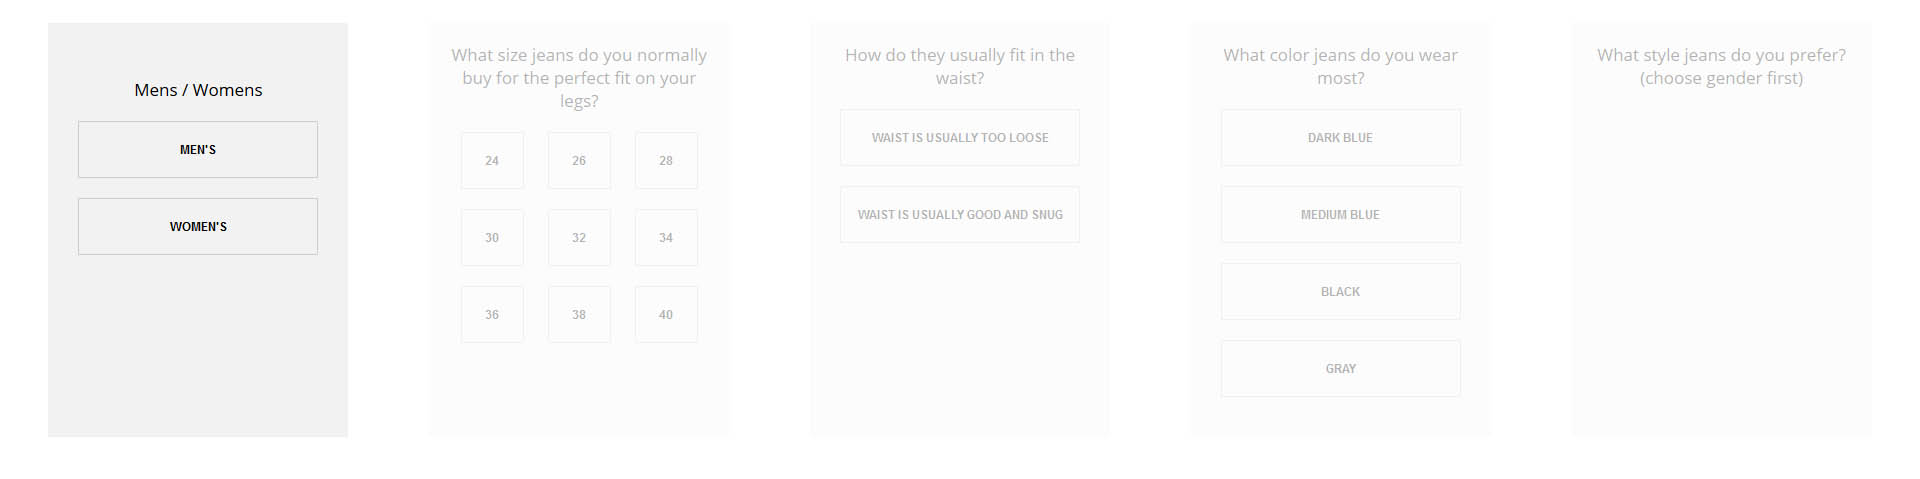 Mens / Womens
MEN'S
WOMEN'S
What size jeans do you normally
buy for the perfect fit on your
legs?
24 26 28
30 32 34
36 38 40
How do they usually fit in the
waist?
WAIST IS USUALLY TOO LOOSE
WAIST IS USUALLY GOOD AND SNUG
What color jeans do you wear
most?
DARK BLUE
MEDIUM BLUE
BLACK
GRAY
What style jeans do you prefer?
(choose gender first)